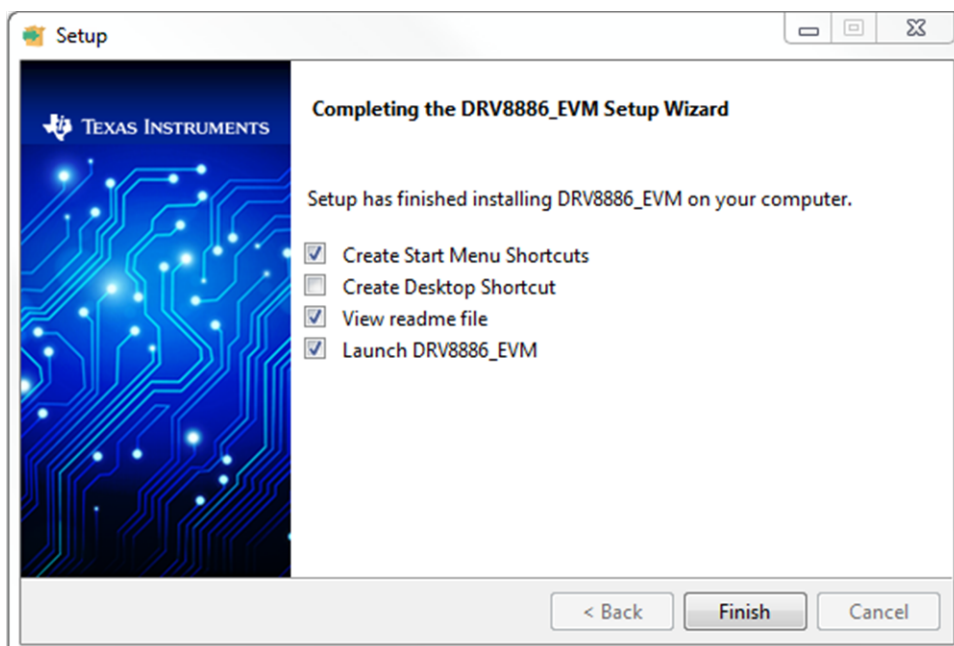 Setup
TEXAS INSTRUMENTS
Completing the DRV8886_EVM Setup Wizard
Setup has finished installing DRV8886_EVM on your computer.
Create Start Menu Shortcuts
Create Desktop Shortcut
View readme file
Launch DRV8886_EVM
< Back
Finish
Cancel